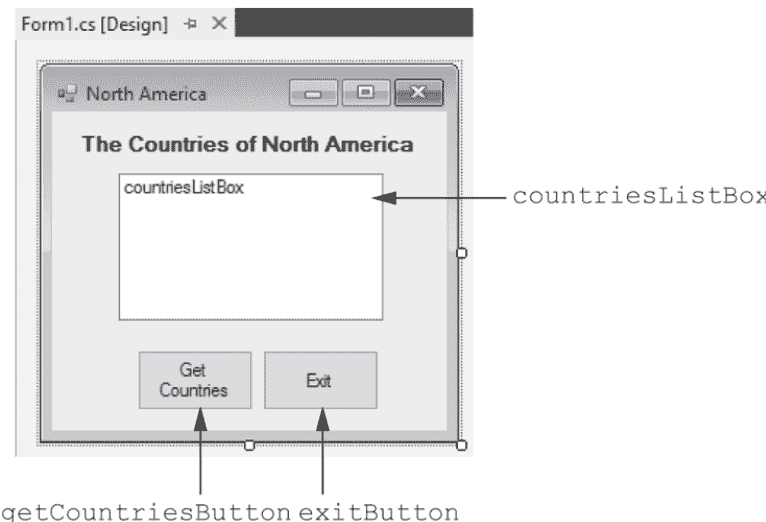 Form1.cs [Design]
North America
The Countries of North America
countriesListBox
countriesListBox
Get
Countries
Exit
getCountriesButton exitButton